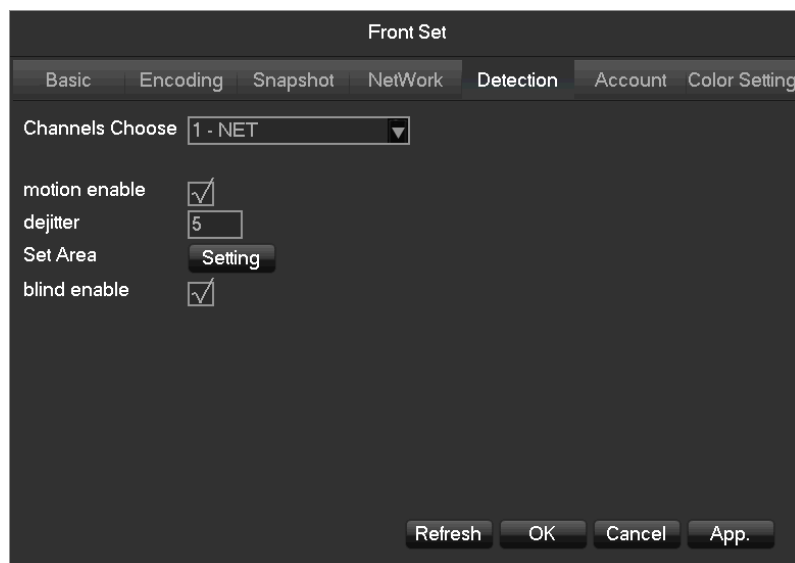 Front Set
Basic Encoding Snapshot NetWork Detection Account Color Setting
Channels Choose 1 - NET
motion enable
dejitter 5
Set Area Setting
blind enable
Refresh OK Cancel App.